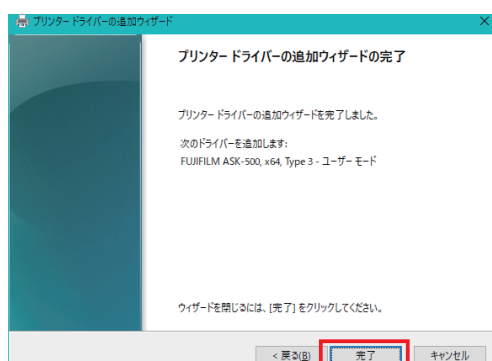 プリンター ドライバーの追加ウィザード
プリンター ドライバーの追加ウィザードの完了
プリンター ドライバーの追加ウィザードを完了しました。
次のドライバーを追加します:
FUJIFILM ASK-500, x64, Type 3 - ユーザー モード
ウィザードを閉じるには、[完了] をクリックしてください。
< 戻る(B)
完了
キャンセル